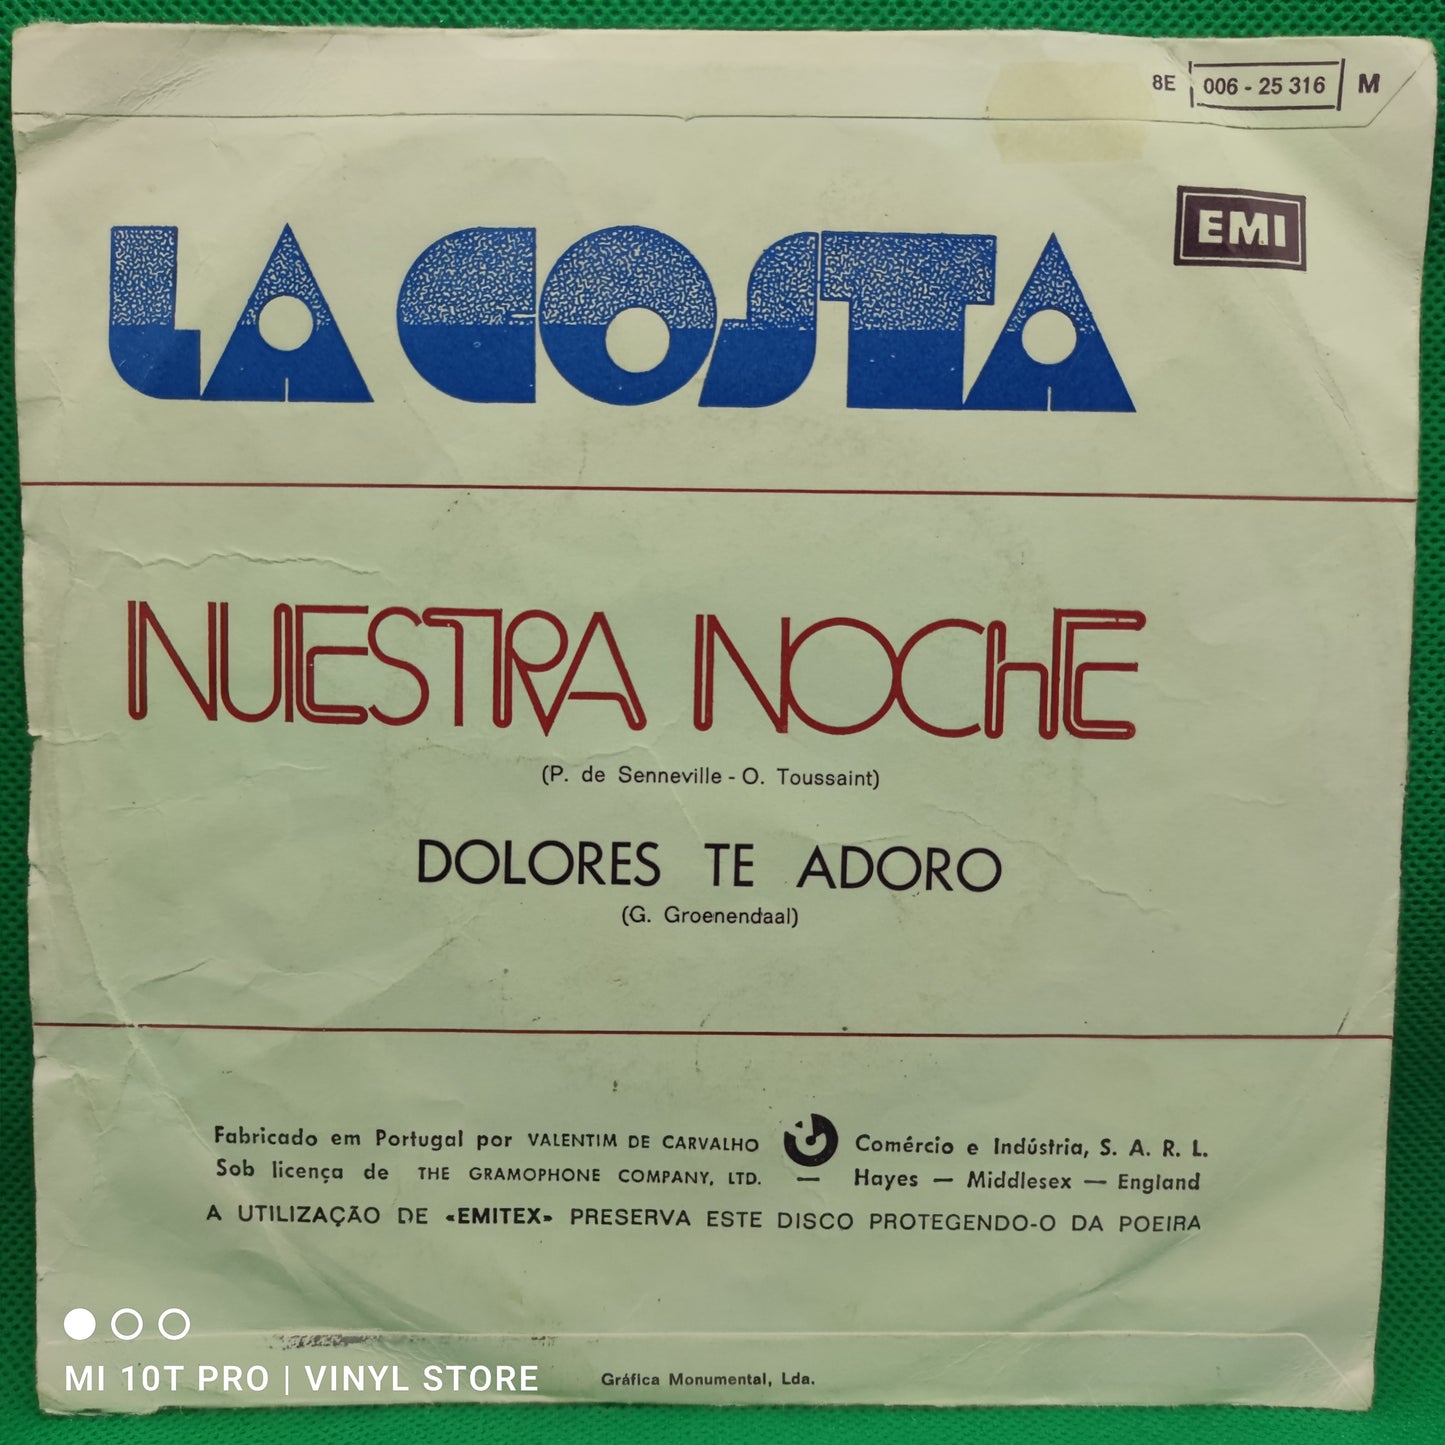 8E 006 - 25 316 M
EMI
LA COSTA
NUESTRA NOCHE
(P. de Senneville - O. Toussaint)
DOLORES TE ADORO
(G. Groenendaal)
Fabricado em Portugal por VALENTIM DE CARVALHO Comércio e Indústria, S. A. R. L.
Sob licença de THE GRAMOPHONE COMPANY, LTD. — Hayes — Middlesex — England
A UTILIZAÇÃO DE «EMITEX» PRESERVA ESTE DISCO PROTEGENDO-O DA POEIRA
MI 10T PRO | VINYL STORE
Gráfica Monumental, Lda.